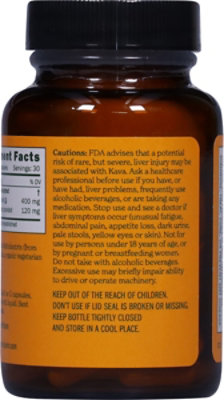 ment Facts
Servings: 30
% DV
†
400 mg
120 mg
Cautions: FDA advises that a potential
risk of rare, but severe, liver injury may be
associated with Kava. Ask a healthcare
professional before use if you have, or
have had, liver problems, frequently use
alcoholic beverages, or are taking any
medication. Stop use and see a doctor if
liver symptoms occur (unusual fatigue,
abdominal pain, appetite loss, dark urine,
pale stools, yellow eyes or skin). Not for
use by persons under 18 years of age, or
by pregnant or breastfeeding women.
Do not take with alcoholic beverages.
Excessive use may briefly impair ability
to drive or operate machinery.
KEEP OUT OF THE REACH OF CHILDREN.
DON'T USE IF LID SEAL IS BROKEN OR MISSING.
KEEP BOTTLE TIGHTLY CLOSED
AND STORE IN A COOL PLACE.